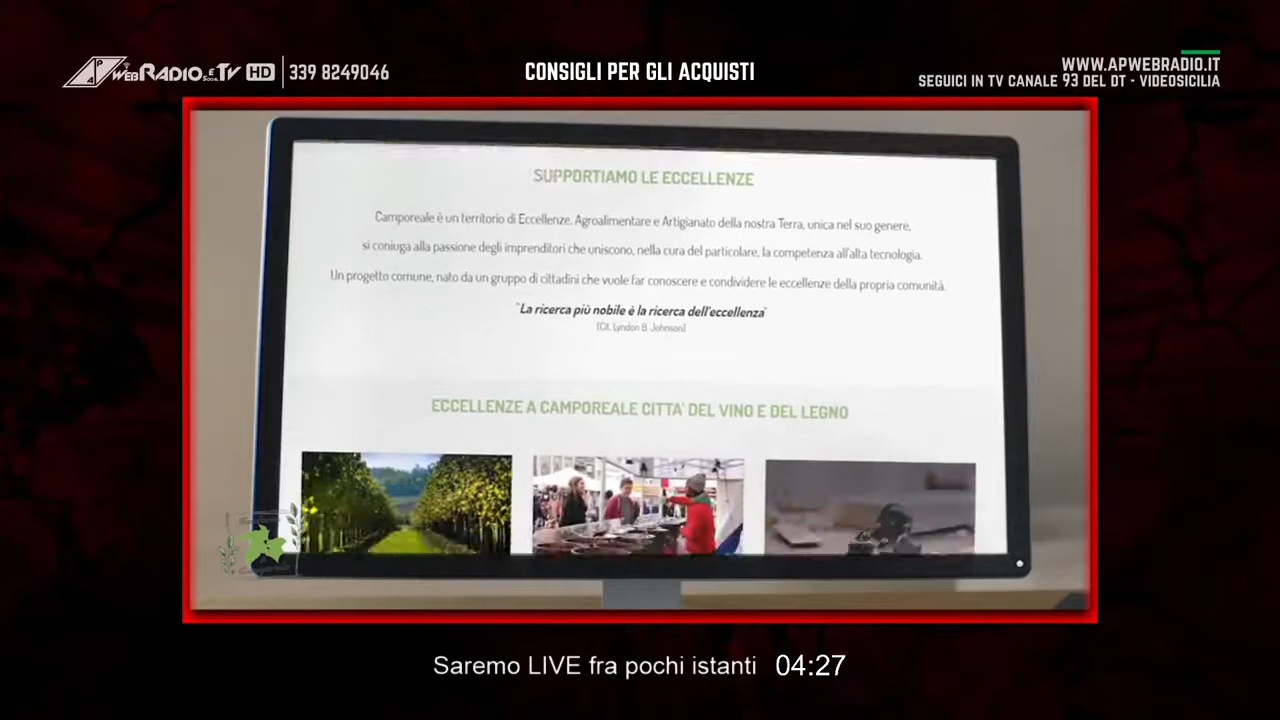 WEBRADIO E TV HD
339 8249046
CONSIGLI PER GLI ACQUISTI
WWW.APWEBRADIO.IT
SEGUICI IN TV CANALE 93 DEL DT - VIDEOSICILIA
SUPPORTIAMO LE ECCELLENZE
Camporeale è un territorio di Eccellenze. Agroalimentare e Artigianato della nostra Terra, unica nel suo genere,
si coniuga alla passione degli imprenditori che uniscono, nella cura del particolare, la competenza all'alta tecnologia.
Un progetto comune, nato da un gruppo di cittadini che vuole far conoscere e condividere le eccellenze della propria comunità.
"La ricerca più nobile è la ricerca dell'eccellenza"
[Cit. Lyndon B. Johnson]
ECCELLENZE A CAMPOREALE CITTA' DEL VINO E DEL LEGNO
Saremo LIVE fra pochi istanti 04:27